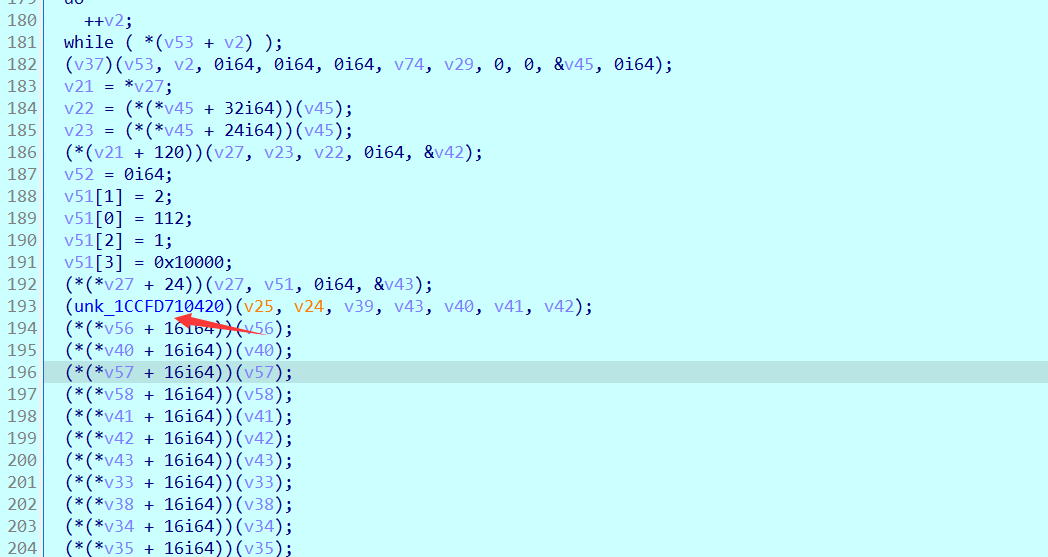 179 do
180 ++v2;
181 while ( *(v53 + v2) );
182 (v37)(v53, v2, 0i64, 0i64, 0i64, v74, v29, 0, 0, &v45, 0i64);
183 v21 = *v27;
184 v22 = (*(*v45 + 32i64))(v45);
185 v23 = (*(*v45 + 24i64))(v45);
186 (*(v21 + 120))(v27, v23, v22, 0i64, &v42);
187 v52 = 0i64;
188 v51[1] = 2;
189 v51[0] = 112;
190 v51[2] = 1;
191 v51[3] = 0x10000;
192 (*(*v27 + 24))(v27, v51, 0i64, &v43);
193 (unk_1CCFD710420)(v25, v24, v39, v43, v40, v41, v42);
194 (*(*v56 + 16i64))(v56);
195 (*(*v40 + 16i64))(v40);
196 (*(*v57 + 16i64))(v57);
197 (*(*v58 + 16i64))(v58);
198 (*(*v41 + 16i64))(v41);
199 (*(*v42 + 16i64))(v42);
200 (*(*v43 + 16i64))(v43);
201 (*(*v33 + 16i64))(v33);
202 (*(*v38 + 16i64))(v38);
203 (*(*v34 + 16i64))(v34);
204 (*(*v35 + 16i64))(v35);